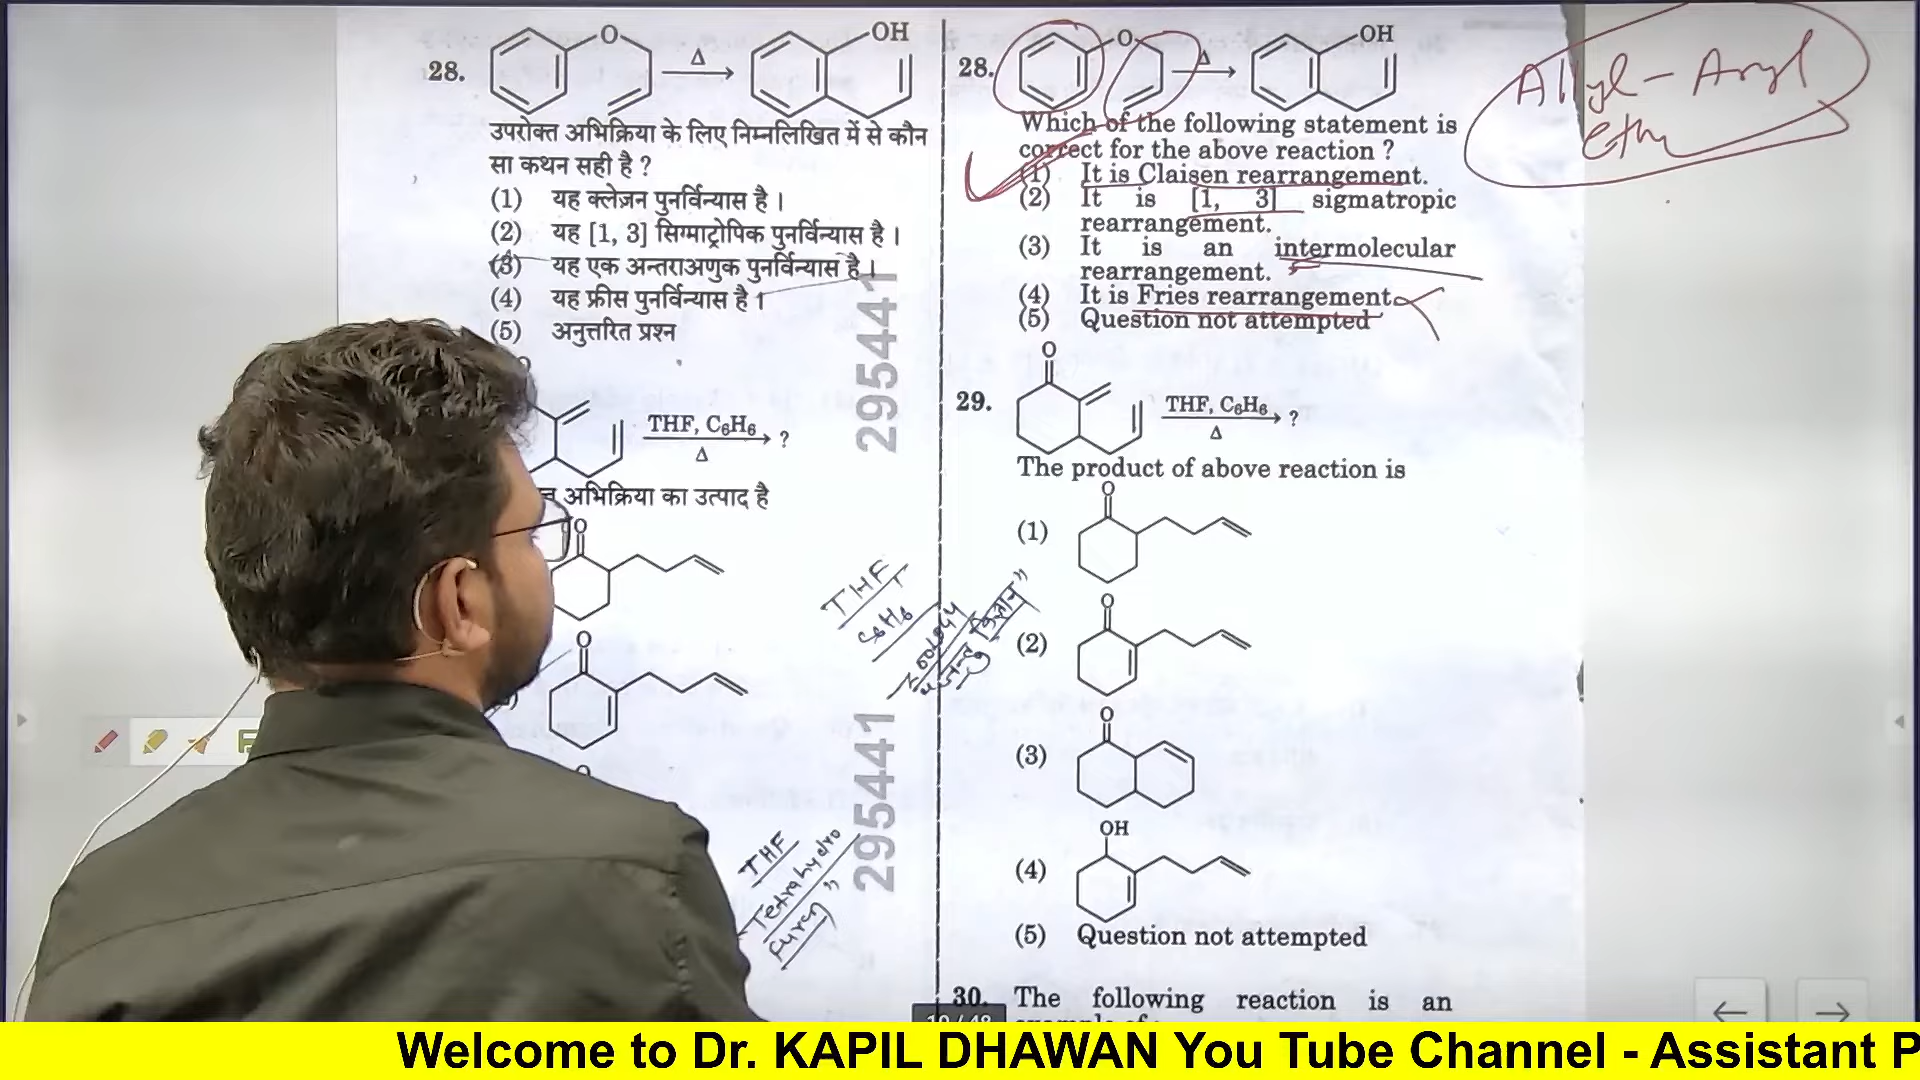 28.
O
Δ
OH
उपरोक्त अभिक्रिया के लिए निम्नलिखित में से कौन
सा कथन सही है ?
(1) यह क्लेज़न पुनर्विन्यास है।
(2) यह [1, 3] सिग्माट्रोपिक पुनर्विन्यास है।
(3) यह एक अन्तराअणुक पुनर्विन्यास है।
(4) यह फ्रीस पुनर्विन्यास है।
(5) अनुत्तरित प्रश्न
THF, C₆H₆
Δ
?
अभिक्रिया का उत्पाद है
O
O
295441
295441
THF
C6H6
THF
Tetrahydro
furan"
28.
O
Δ
OH
Which of the following statement is
correct for the above reaction ?
(1) It is Claisen rearrangement.
(2) It is [1, 3] sigmatropic
rearrangement.
(3) It is an intermolecular
rearrangement.
(4) It is Fries rearrangement
(5) Question not attempted
29.
O
THF, C₆H₆
Δ
?
The product of above reaction is
(1)
O
(2)
O
(3)
O
(4)
OH
(5) Question not attempted
30. The following reaction is an
Allyl - Aryl
Welcome to Dr. KAPIL DHAWAN You Tube Channel - Assistant P